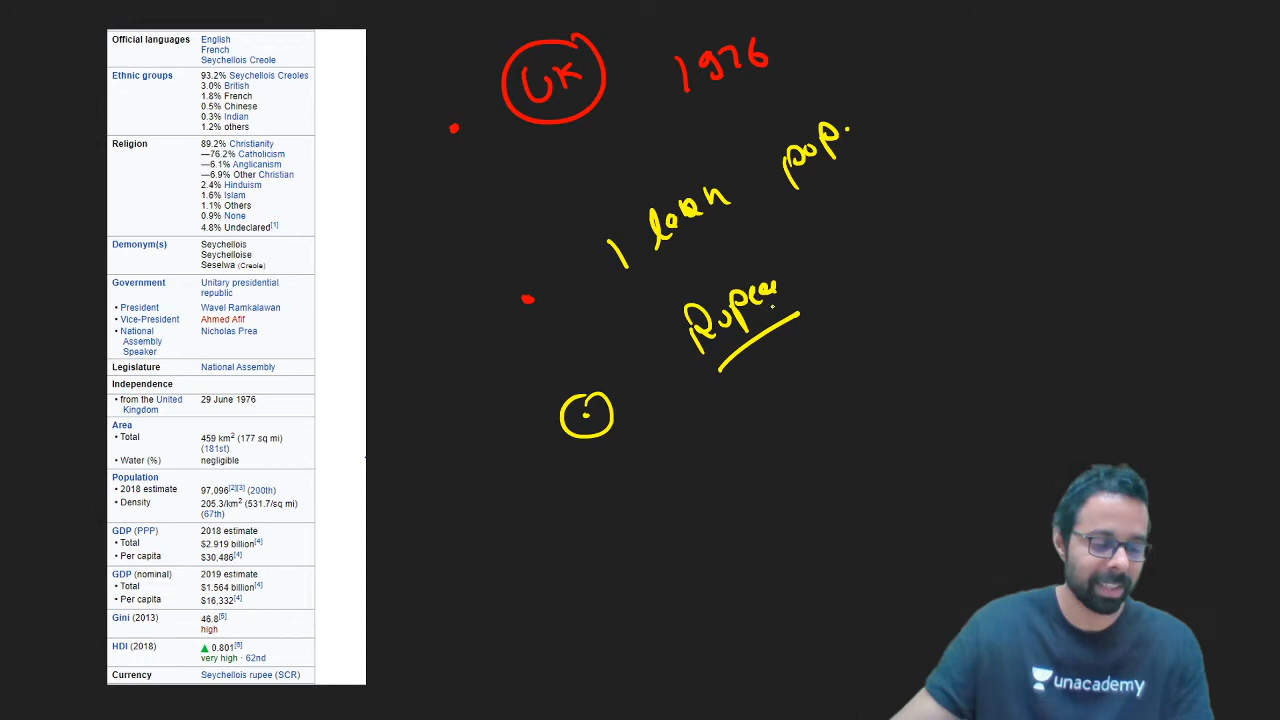 Official languages English
French
Seychellois Creole
Ethnic groups 93.2% Seychellois Creoles
3.0% British
1.8% French
0.5% Chinese
0.3% Indian
1.2% others
Religion 89.2% Christianity
—76.2% Catholicism
—6.1% Anglicanism
—6.9% Other Christian
2.4% Hinduism
1.6% Islam
1.1% Others
0.9% None
4.8% Undeclared[1]
Demonym(s) Seychellois
Seychelloise
Seselwa (Creole)
Government Unitary presidential
republic
• President Wavel Ramkalawan
• Vice-President Ahmed Afif
• National Nicholas Prea
Assembly
Speaker
Legislature National Assembly
Independence
• from the United 29 June 1976
Kingdom
Area
• Total 459 km2 (177 sq mi)
(181st)
• Water (%) negligible
Population
• 2018 estimate 97,096[2][3] (200th)
• Density 205.3/km2 (531.7/sq mi)
(67th)
GDP (PPP) 2018 estimate
• Total $2.919 billion[4]
• Per capita $30,486[4]
GDP (nominal) 2019 estimate
• Total $1.564 billion[4]
• Per capita $16,332[4]
Gini (2013) 46.8[5]
high
HDI (2018) ▲ 0.801[6]
very high · 62nd
Currency Seychellois rupee (SCR)
UK 1976
1 pop.
Rupee
unacademy